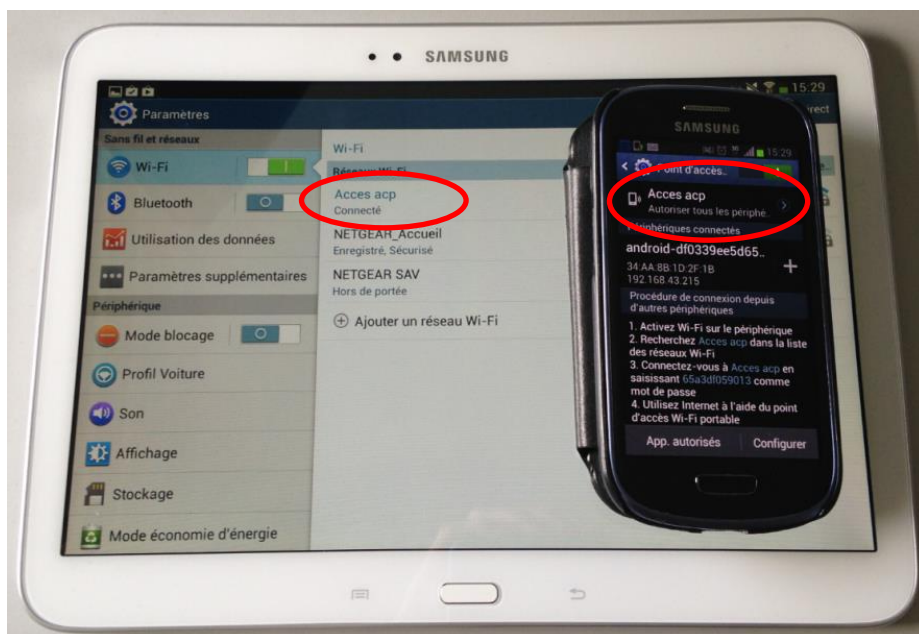 SAMSUNG
15:29
Paramètres
Sans fil et réseaux
Wi-Fi
Bluetooth
Utilisation des données
Paramètres supplémentaires
Périphérique
Mode blocage
Profil Voiture
Son
Affichage
Stockage
Mode économie d'énergie
Wi-Fi
Réseaux Wi-Fi
Acces acp
Connecté
NETGEAR_Accueil
Enregistré, Sécurisé
NETGEAR SAV
Hors de portée
Ajouter un réseau Wi-Fi
SAMSUNG
15:29
Point d'accès..
Acces acp
Autoriser tous les périphe..
Périphériques connectés
android-df0339ee5d65..
34:AA:8B:1D:2F:1B
192.168.43.215
Procédure de connexion depuis
d'autres périphériques
1. Activez Wi-Fi sur le périphérique
2. Recherchez Acces acp dans la liste
des réseaux Wi-Fi
3. Connectez-vous à Acces acp en
saisissant 65a3df059013 comme
mot de passe
4. Utilisez Internet à l'aide du point
d'accès Wi-Fi portable
App. autorisés Configurer